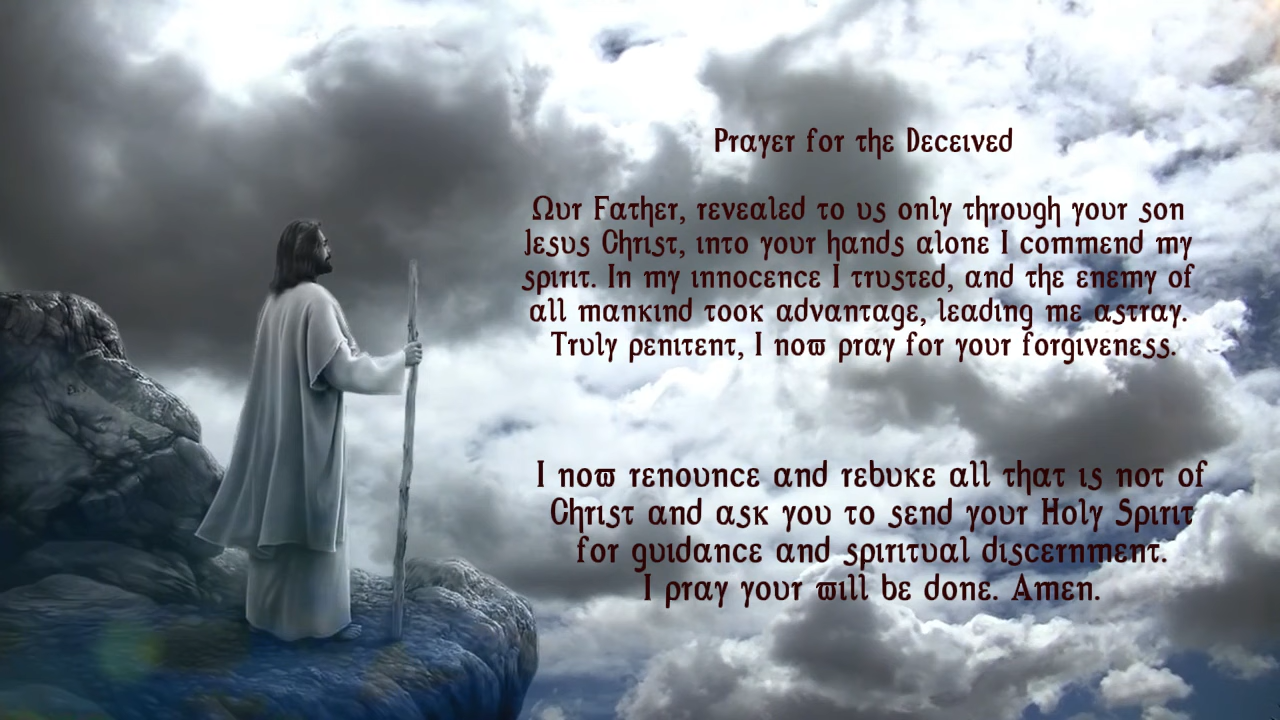 Prayer for the Deceived
Our Father, revealed to us only through your son
Jesus Christ, into your hands alone I commend my
spirit. In my innocence I trusted, and the enemy of
all mankind took advantage, leading me astray.
Truly penitent, I now pray for your forgiveness.
I now renounce and rebuke all that is not of
Christ and ask you to send your Holy Spirit
for guidance and spiritual discernment.
I pray your will be done. Amen.